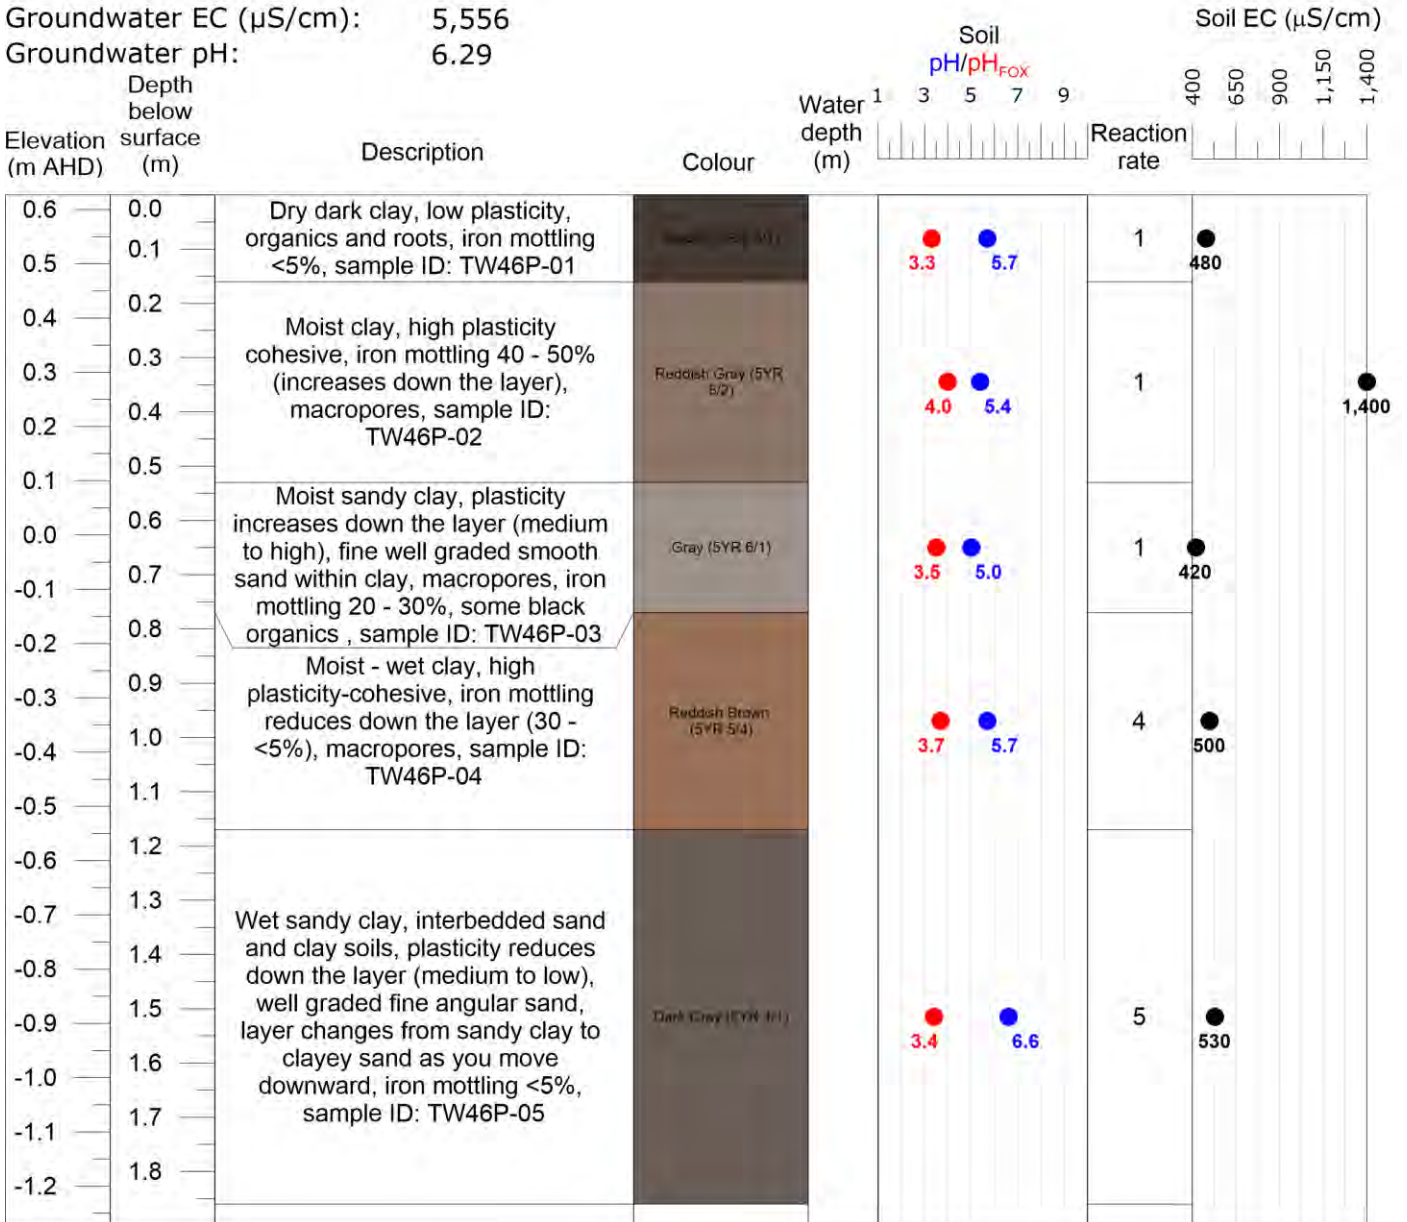 Groundwater EC (µS/cm): 5,556
Groundwater pH: 6.29
Elevation
(m AHD)
Depth
below
surface
(m)
Description
Colour
Water
depth
(m)
Soil
pH/pHFOX
1 3 5 7 9
Reaction
rate
Soil EC (µS/cm)
400 650 900 1,150 1,400
0.6
0.5
0.4
0.3
0.2
0.1
0.0
-0.1
-0.2
-0.3
-0.4
-0.5
-0.6
-0.7
-0.8
-0.9
-1.0
-1.1
-1.2
0.0
0.1
0.2
0.3
0.4
0.5
0.6
0.7
0.8
0.9
1.0
1.1
1.2
1.3
1.4
1.5
1.6
1.7
1.8
Dry dark clay, low plasticity,
organics and roots, iron mottling
<5%, sample ID: TW46P-01
3.3 5.7
1
480
Moist clay, high plasticity
cohesive, iron mottling 40 - 50%
(increases down the layer),
macropores, sample ID:
TW46P-02
Reddish Gray (5YR
5/2)
4.0 5.4
1
1,400
Moist sandy clay, plasticity
increases down the layer (medium
to high), fine well graded smooth
sand within clay, macropores, iron
mottling 20 - 30%, some black
organics , sample ID: TW46P-03
Gray (5YR 6/1)
3.5 5.0
1
420
Moist - wet clay, high
plasticity-cohesive, iron mottling
reduces down the layer (30 -
<5%), macropores, sample ID:
TW46P-04
Reddish Brown
(5YR 5/4)
3.7 5.7
4
500
Wet sandy clay, interbedded sand
and clay soils, plasticity reduces
down the layer (medium to low),
well graded fine angular sand,
layer changes from sandy clay to
clayey sand as you move
downward, iron mottling <5%,
sample ID: TW46P-05
Dark Gray (5YR 4/1)
3.4 6.6
5
530